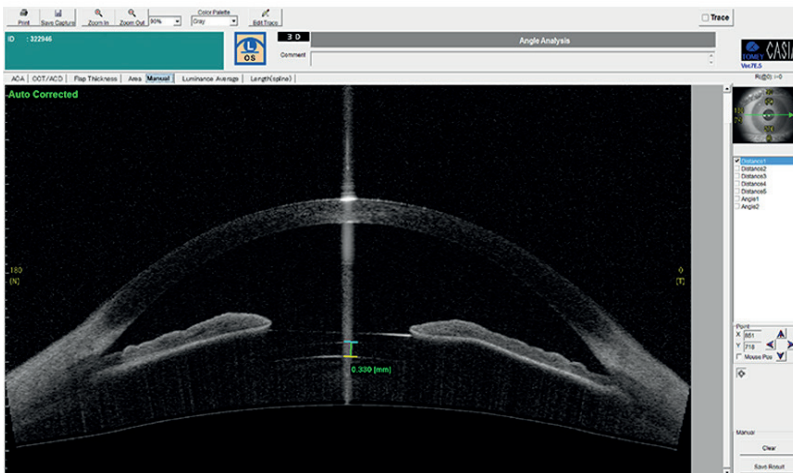 Print Save Capture Zoom In Zoom Out 90% Color Palette Gray Edit Trace Trace
ID : 322946
L
OS
3 D
Angle Analysis
Comment
TOMEY CASIA
Ver.7E.5
AOA OCT/ACD Flap Thickness Area Manual Luminance Average Length(spline)
Auto Corrected
180
(N)
0
[T]
0.330 [mm]
Distance1
Distance2
Distance3
Distance4
Distance5
Angle1
Angle2
Point
X 851
Y 710
Mouse Pos
Manual
Clear
Save Result